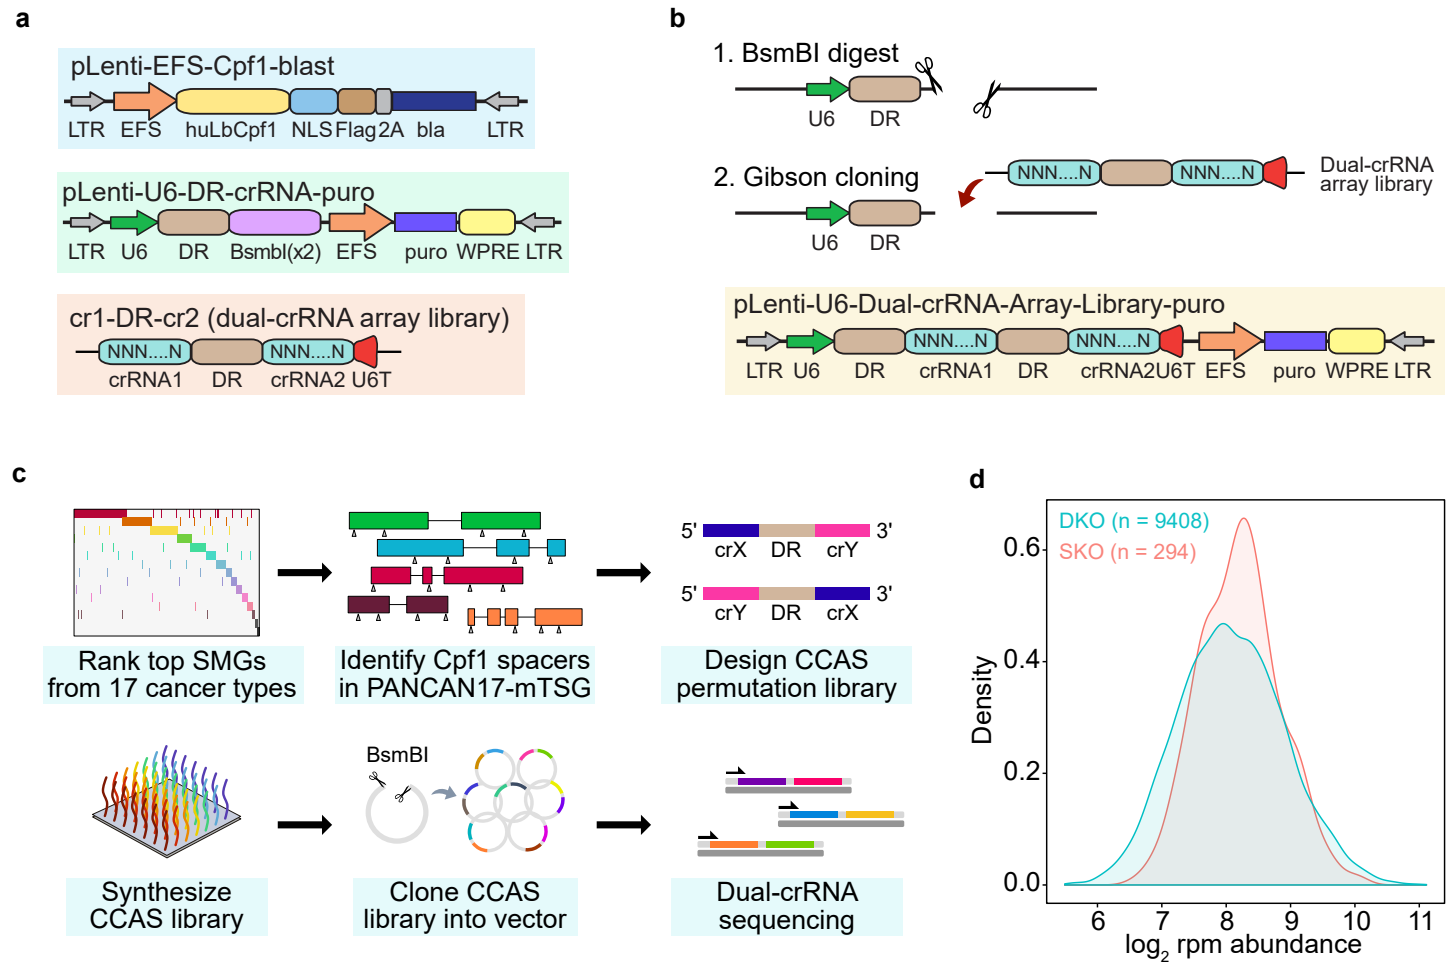 a
pLenti-EFS-Cpf1-blast
LTR EFS huLbCpf1 NLS Flag 2A bla LTR
pLenti-U6-DR-crRNA-puro
LTR U6 DR BsmbI(x2) EFS puro WPRE LTR
cr1-DR-cr2 (dual-crRNA array library)
NNN....N NNN....N
crRNA1 DR crRNA2 U6T
b
1. BsmBI digest
U6 DR
NNN....N NNN....N
Dual-crRNA
array library
2. Gibson cloning
U6 DR
pLenti-U6-Dual-crRNA-Array-Library-puro
NNN....N NNN....N
LTR U6 DR crRNA1 DR crRNA2 U6T EFS puro WPRE LTR
c
Rank top SMGs
from 17 cancer types
Identify Cpf1 spacers
in PANCAN17-mTSG
5' 3'
crX DR crY
5' 3'
crY DR crX
Design CCAS
permutation library
Synthesize
CCAS library
BsmBI
Clone CCAS
library into vector
Dual-crRNA
sequencing
d
DKO (n = 9408)
SKO (n = 294)
Density
0.6
0.4
0.2
0.0
6 7 8 9 10 11
log2 rpm abundance